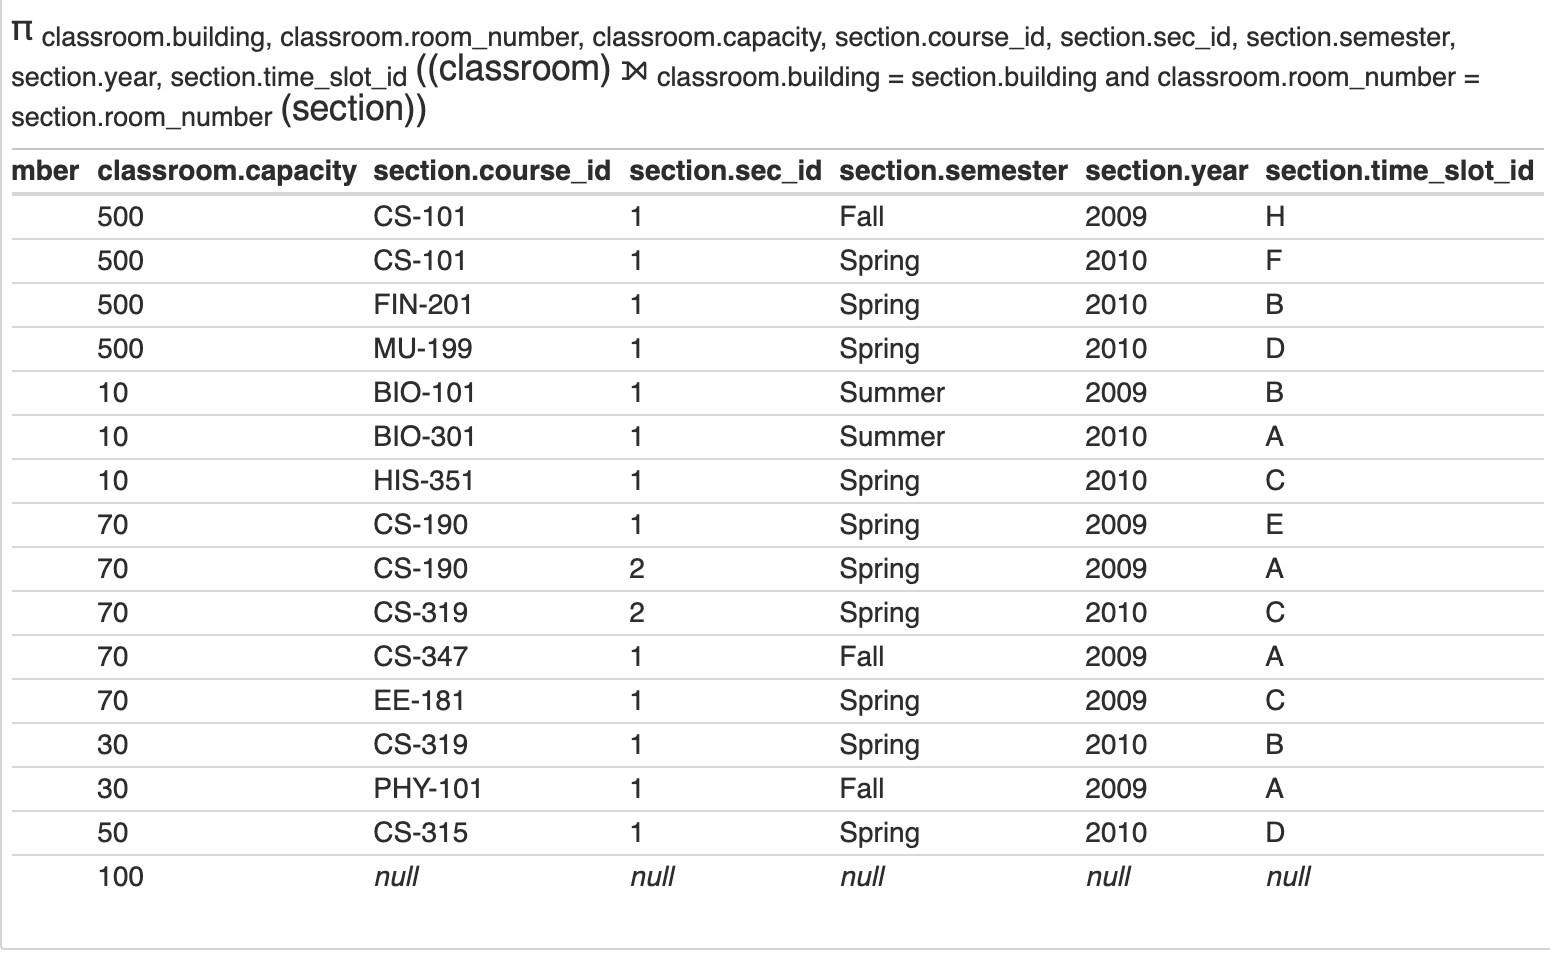 π classroom.building, classroom.room_number, classroom.capacity, section.course_id, section.sec_id, section.semester,
section.year, section.time_slot_id ((classroom) ⟕ classroom.building = section.building and classroom.room_number =
section.room_number (section))
mber classroom.capacity section.course_id section.sec_id section.semester section.year section.time_slot_id
500 CS-101 1 Fall 2009 H
500 CS-101 1 Spring 2010 F
500 FIN-201 1 Spring 2010 B
500 MU-199 1 Spring 2010 D
10 BIO-101 1 Summer 2009 B
10 BIO-301 1 Summer 2010 A
10 HIS-351 1 Spring 2010 C
70 CS-190 1 Spring 2009 E
70 CS-190 2 Spring 2009 A
70 CS-319 2 Spring 2010 C
70 CS-347 1 Fall 2009 A
70 EE-181 1 Spring 2009 C
30 CS-319 1 Spring 2010 B
30 PHY-101 1 Fall 2009 A
50 CS-315 1 Spring 2010 D
100 null null null null null